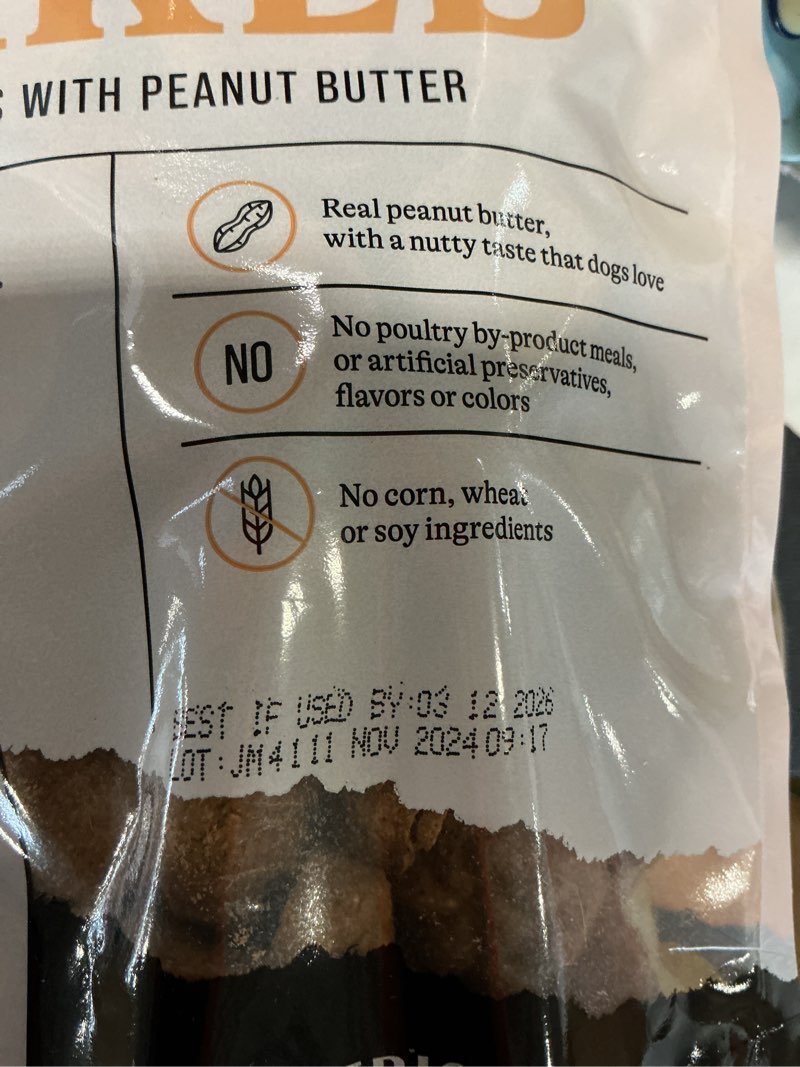 WITH PEANUT BUTTER
Real peanut butter,
with a nutty taste that dogs love
NO
No poultry by-product meals,
or artificial preservatives,
flavors or colors
No corn, wheat
or soy ingredients
BEST IF USED BY:03 12 2026
LOT:JM41 11 NOV 2024 09:17